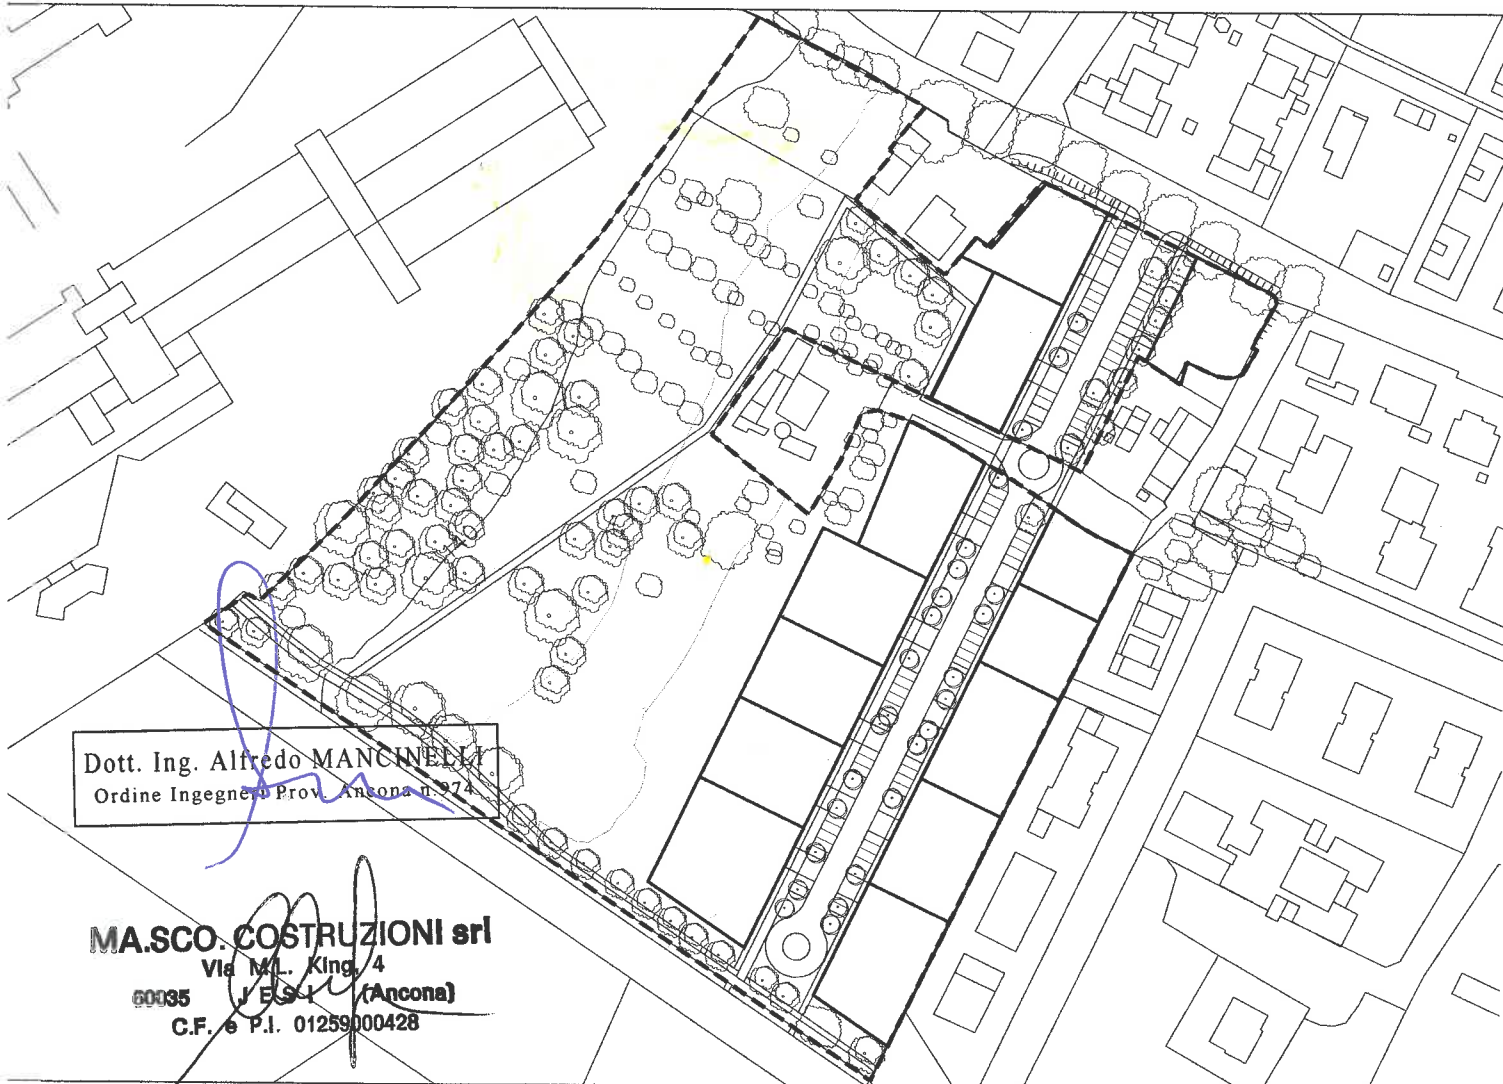 Dott. Ing. Alfredo MANCINELLI
Ordine Ingegneri Prov. Ancona n.974
MA.SCO. COSTRUZIONI srl
Via M.L. King, 4
60035 JESI (Ancona)
C.F. e P.I. 01259000428